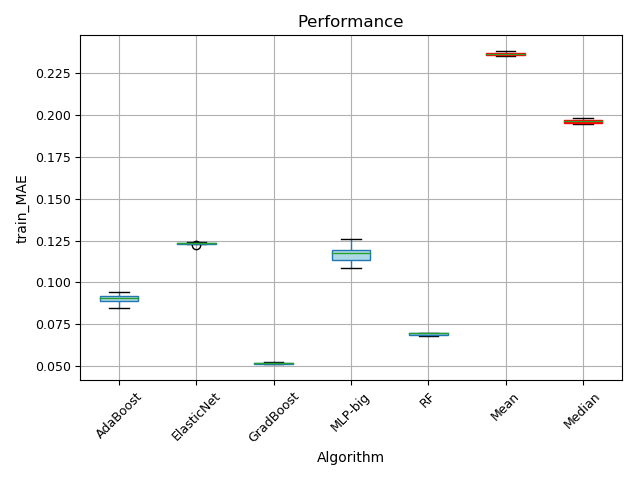 Performance
train_MAE
0.225
0.200
0.175
0.150
0.125
0.100
0.075
0.050
AdaBoost
ElasticNet
GradBoost
MLP-big
RF
Mean
Median
Algorithm